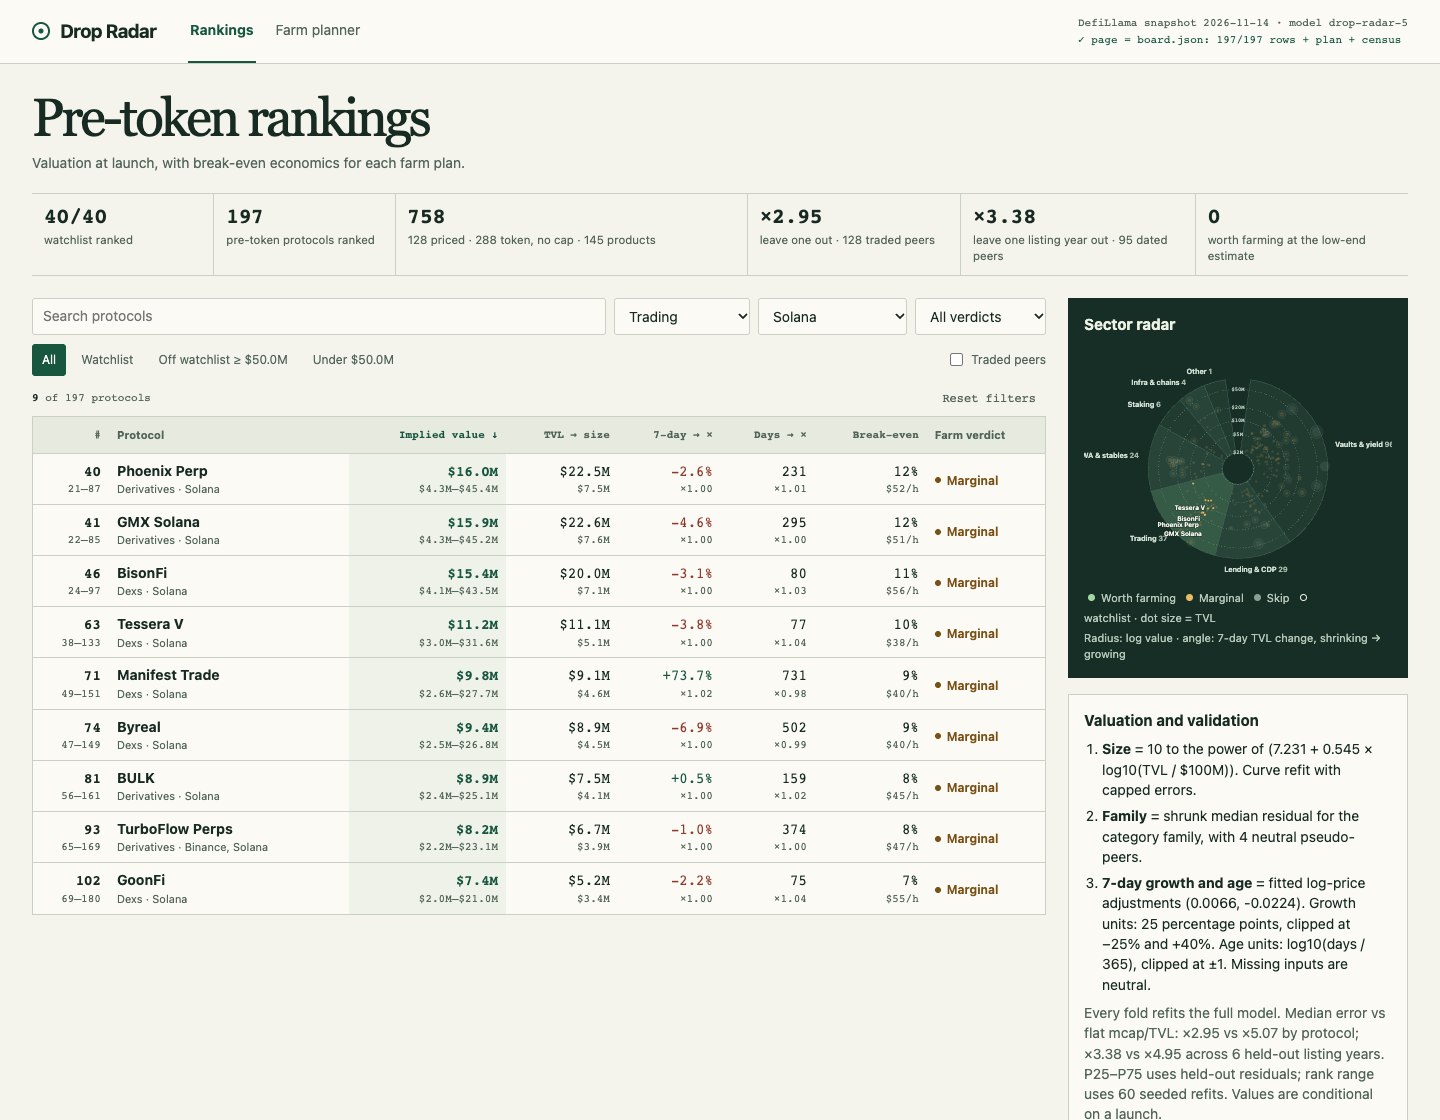 Drop Radar
Rankings
Farm planner
DefiLlama snapshot 2026-11-14 · model drop-radar-5
✓ page = board.json: 197/197 rows + plan + census
Pre-token rankings
Valuation at launch, with break-even economics for each farm plan.
40/40
watchlist ranked
197
pre-token protocols ranked
758
128 priced · 288 token, no cap · 145 products
×2.95
leave one out · 128 traded peers
×3.38
leave one listing year out · 95 dated
peers
0
worth farming at the low-end
estimate
Search protocols
Trading
Solana
All verdicts
All
Watchlist
Off watchlist ≥ $50.0M
Under $50.0M
Traded peers
9 of 197 protocols
Reset filters
# Protocol Implied value ↓ TVL → size 7-day → × Days → × Break-even Farm verdict
40 Phoenix Perp $16.0M $22.5M −2.6% 231 12% Marginal
21–87 Derivatives · Solana $4.3M–$45.4M $7.5M ×1.00 ×1.01 $52/h
41 GMX Solana $15.9M $22.6M −4.6% 295 12% Marginal
22–85 Derivatives · Solana $4.3M–$45.2M $7.6M ×1.00 ×1.00 $51/h
46 BisonFi $15.4M $20.0M −3.1% 80 11% Marginal
24–97 Dexs · Solana $4.1M–$43.5M $7.1M ×1.00 ×1.03 $56/h
63 Tessera V $11.2M $11.1M −3.8% 77 10% Marginal
38–133 Dexs · Solana $3.0M–$31.6M $5.1M ×1.00 ×1.04 $38/h
71 Manifest Trade $9.8M $9.1M +73.7% 731 9% Marginal
49–151 Dexs · Solana $2.6M–$27.7M $4.6M ×1.02 ×0.98 $40/h
74 Byreal $9.4M $8.9M −6.9% 502 9% Marginal
47–149 Dexs · Solana $2.5M–$26.8M $4.5M ×1.00 ×0.99 $40/h
81 BULK $8.9M $7.5M +0.5% 159 8% Marginal
56–161 Derivatives · Solana $2.4M–$25.1M $4.1M ×1.00 ×1.02 $45/h
93 TurboFlow Perps $8.2M $6.7M −1.0% 374 8% Marginal
65–169 Derivatives · Binance, Solana $2.2M–$23.1M $3.9M ×1.00 ×1.00 $47/h
102 GoonFi $7.4M $5.2M −2.2% 75 7% Marginal
69–180 Dexs · Solana $2.0M–$21.0M $3.4M ×1.00 ×1.04 $55/h
Sector radar
Other 1
Infra & chains 4
Staking 6
WA & stables 24
Vaults & yield 96
$50M
$20M
$10M
$5M
$2M
Tessera V
BisonFi
Phoenix Perp
GMX Solana
Trading 37
Lending & CDP 29
Worth farming
Marginal
Skip
watchlist · dot size = TVL
Radius: log value · angle: 7-day TVL change, shrinking →
growing
Valuation and validation
1. Size = 10 to the power of (7.231 + 0.545 ×
log10(TVL / $100M)). Curve refit with
capped errors.
2. Family = shrunk median residual for the
category family, with 4 neutral pseudo-
peers.
3. 7-day growth and age = fitted log-price
adjustments (0.0066, -0.0224). Growth
units: 25 percentage points, clipped at
−25% and +40%. Age units: log10(days /
365), clipped at ±1. Missing inputs are
neutral.
Every fold refits the full model. Median error vs
flat mcap/TVL: ×2.95 vs ×5.07 by protocol;
×3.38 vs ×4.95 across 6 held-out listing years.
P25–P75 uses held-out residuals; rank range
uses 60 seeded refits. Values are conditional
on a launch.